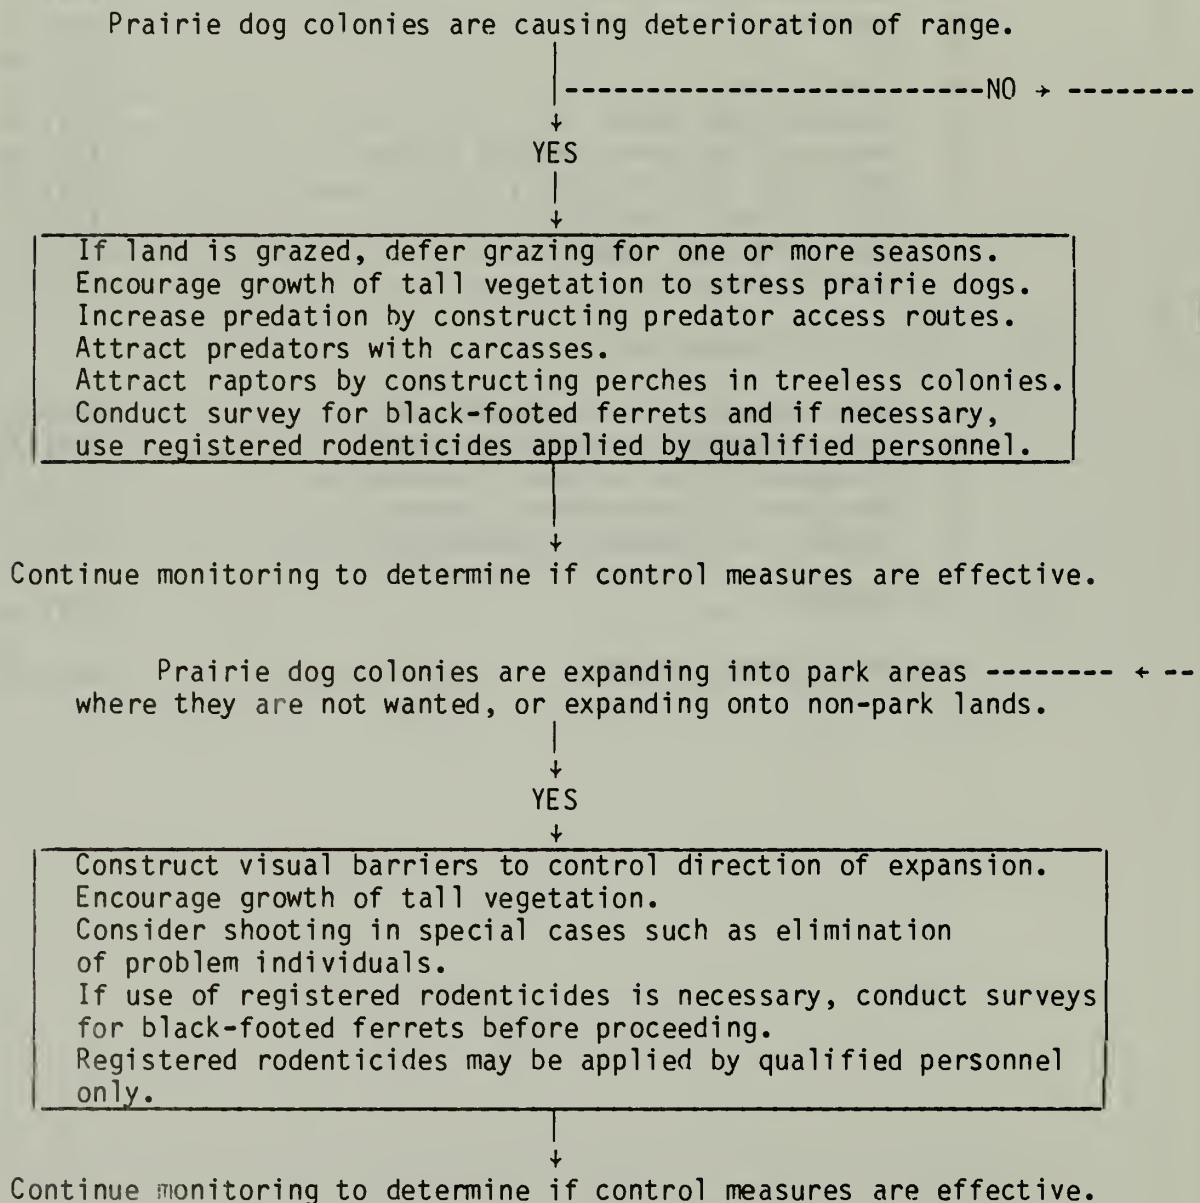 Prairie dog colonies are causing deterioration of range.
--------------------------NO → --------
YES
If land is grazed, defer grazing for one or more seasons.
Encourage growth of tall vegetation to stress prairie dogs.
Increase predation by constructing predator access routes.
Attract predators with carcasses.
Attract raptors by constructing perches in treeless colonies.
Conduct survey for black-footed ferrets and if necessary,
use registered rodenticides applied by qualified personnel.
Continue monitoring to determine if control measures are effective.
Prairie dog colonies are expanding into park areas -------- ← --
where they are not wanted, or expanding onto non-park lands.
YES
Construct visual barriers to control direction of expansion.
Encourage growth of tall vegetation.
Consider shooting in special cases such as elimination
of problem individuals.
If use of registered rodenticides is necessary, conduct surveys
for black-footed ferrets before proceeding.
Registered rodenticides may be applied by qualified personnel
only.
Continue monitoring to determine if control measures are effective.